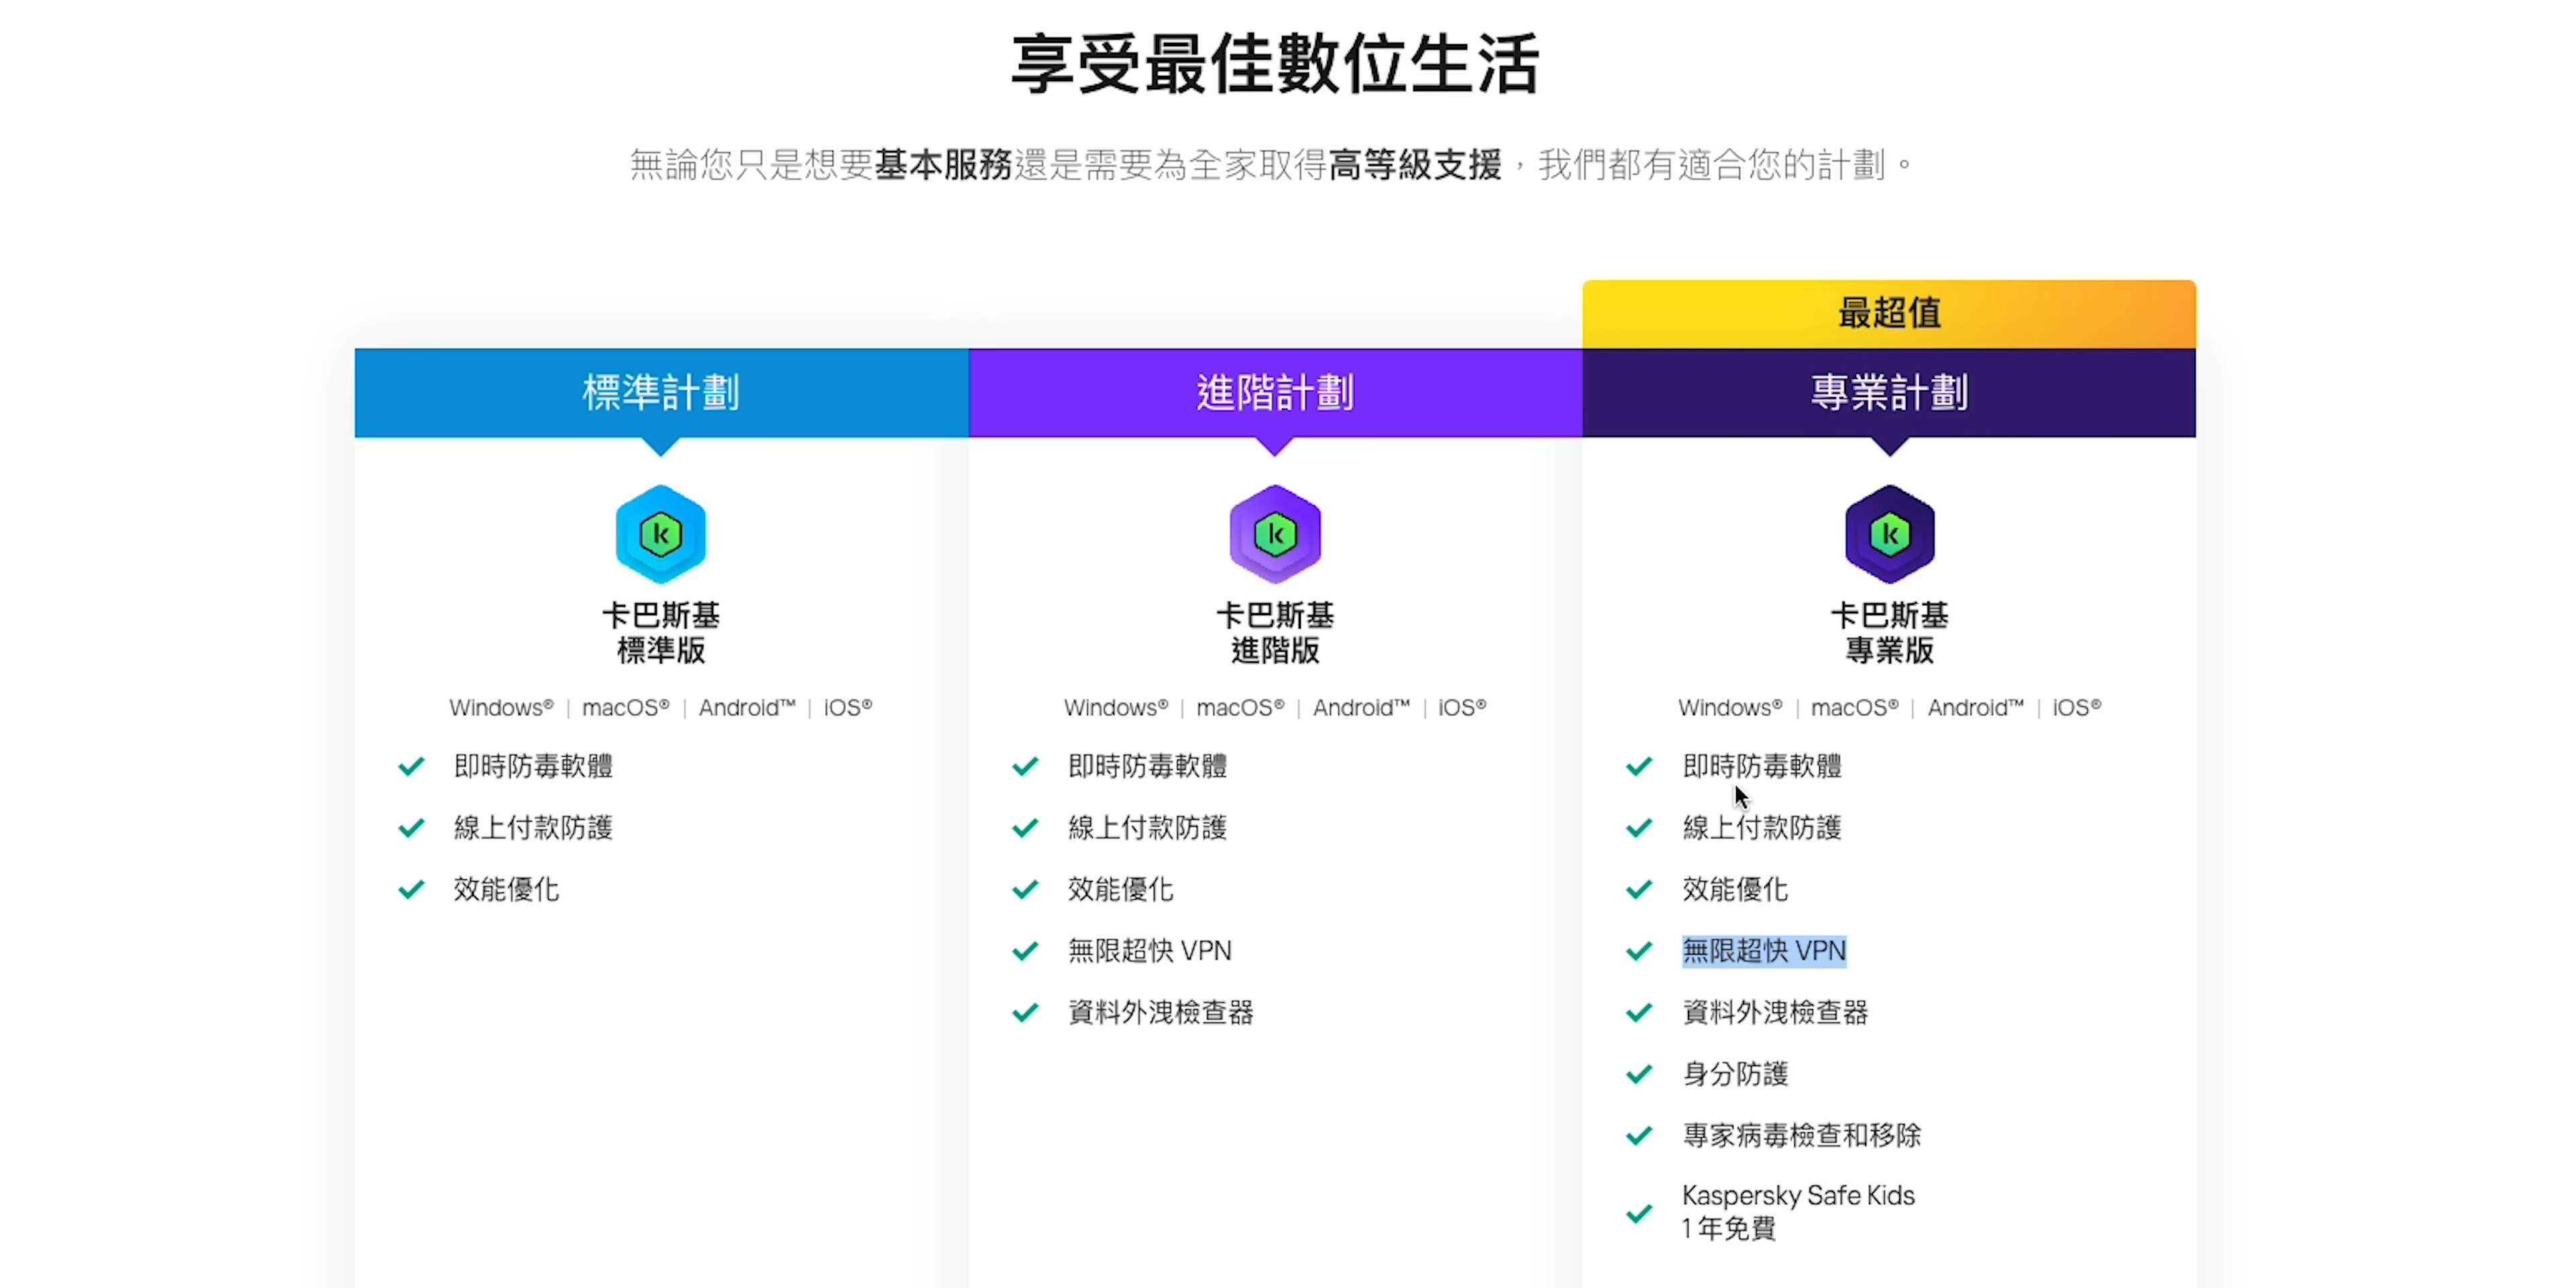 享受最佳數位生活
無論您只是想要基本服務還是需要為全家取得高等級支援，我們都有適合您的計劃。
最超值
標準計劃
進階計劃
專業計劃
k
卡巴斯基
標準版
Windows® | macOS® | Android™ | iOS®
即時防毒軟體
線上付款防護
效能優化
k
卡巴斯基
進階版
Windows® | macOS® | Android™ | iOS®
即時防毒軟體
線上付款防護
效能優化
無限超快 VPN
資料外洩檢查器
k
卡巴斯基
專業版
Windows® | macOS® | Android™ | iOS®
即時防毒軟體
線上付款防護
效能優化
無限超快 VPN
資料外洩檢查器
身分防護
專家病毒檢查和移除
Kaspersky Safe Kids
1 年免費